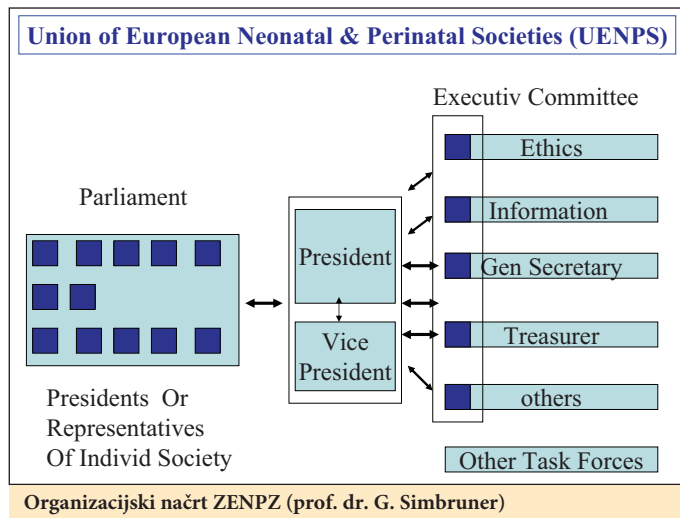 Union of European Neonatal & Perinatal Societies (UENPS)
Executiv Committee
Ethics
Parliament
Information
President
Gen Secretary
Vice
President
Treasurer
Presidents Or
Representatives
Of Individ Society
others
Other Task Forces
Organizacijski načrt ZENPZ (prof. dr. G. Simbruner)